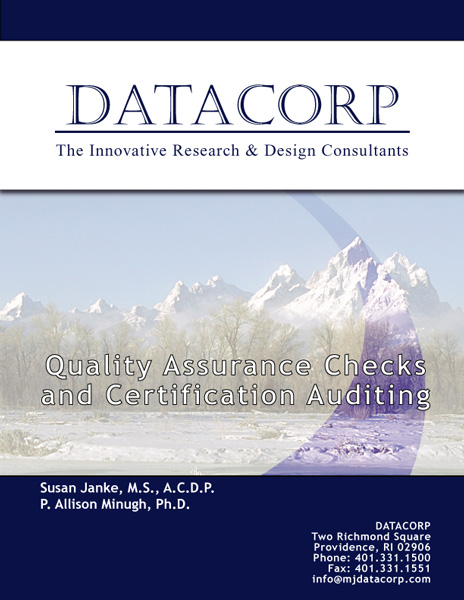 DATACORP
The Innovative Research & Design Consultants
Quality Assurance Checks
and Certification Auditing
Susan Janke, M.S., A.C.D.P.
P. Allison Minugh, Ph.D.
DATACORP
Two Richmond Square
Providence, RI 02906
Phone: 401.331.1500
Fax: 401.331.1551
info@mjdatacorp.com